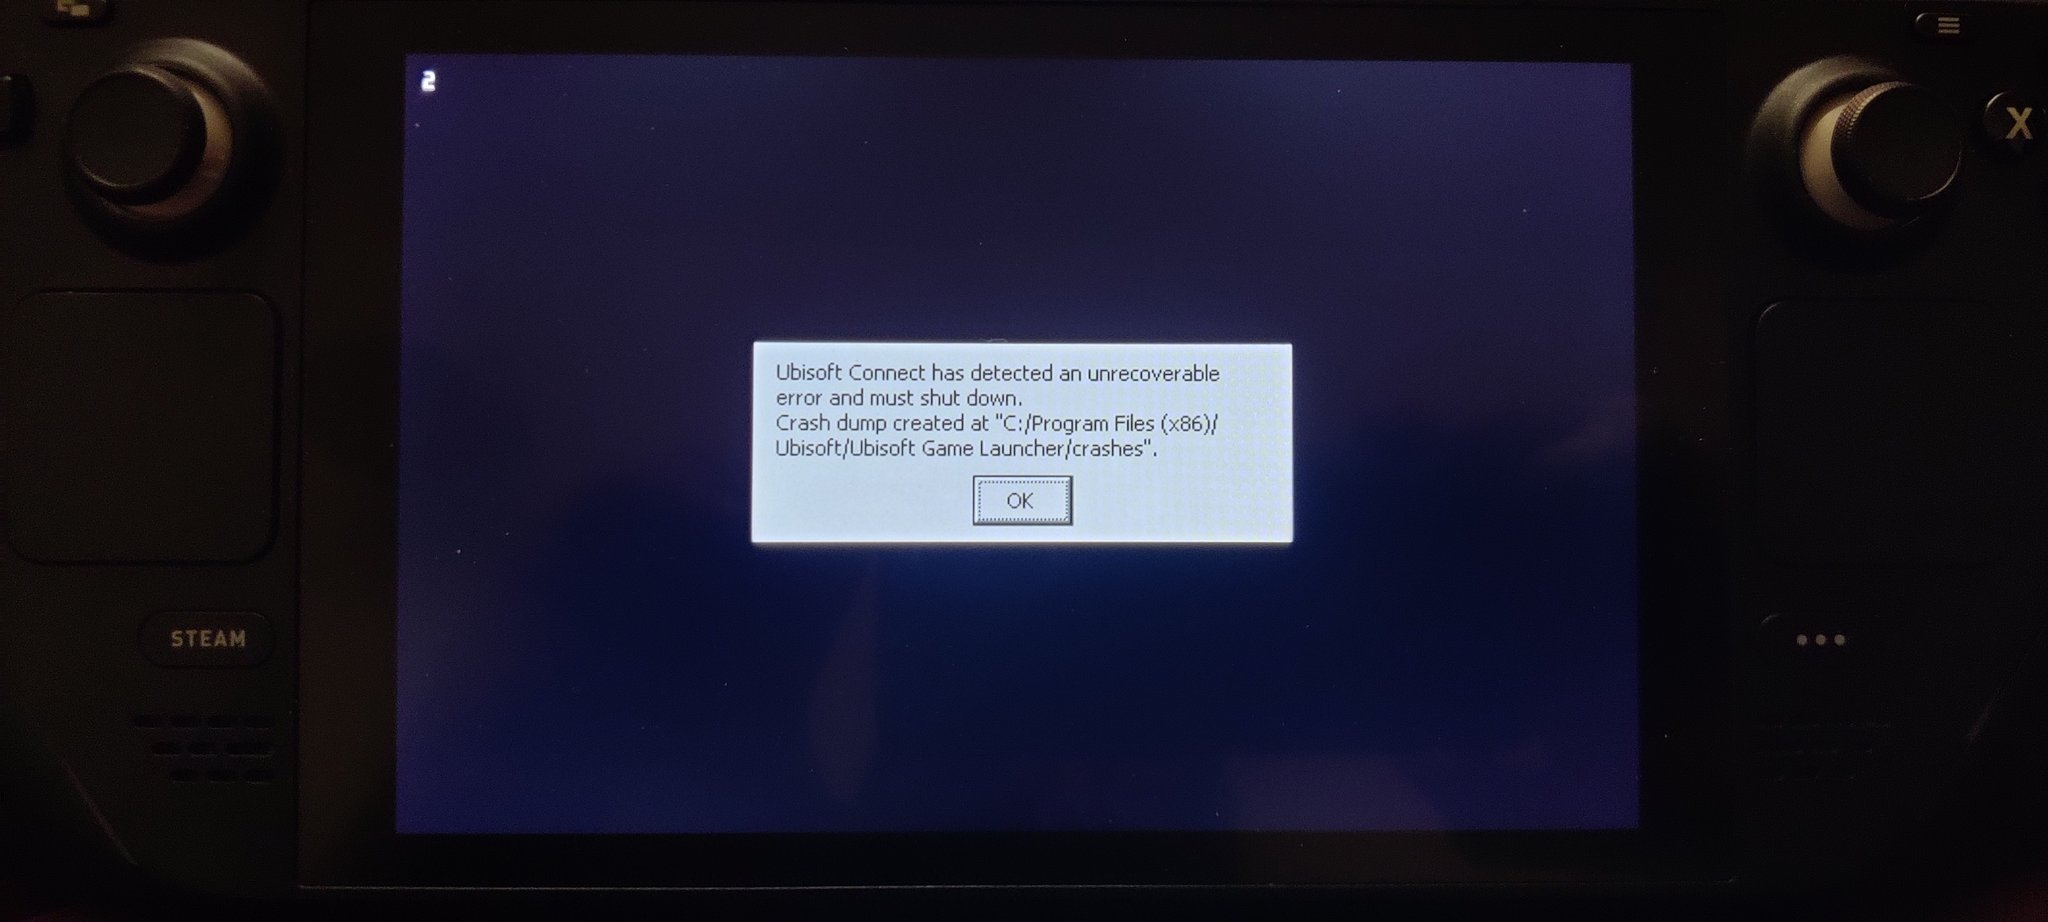 2
X
Ubisoft Connect has detected an unrecoverable
error and must shut down.
Crash dump created at "C:/Program Files (x86)/
Ubisoft/Ubisoft Game Launcher/crashes".
OK
STEAM